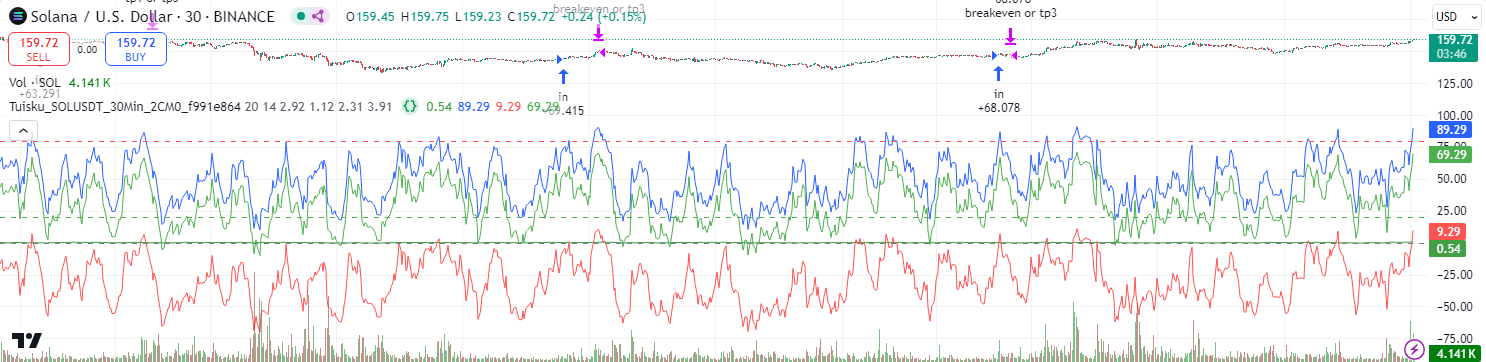 Solana / U.S. Dollar · 30 · BINANCE O159.45 H159.75 L159.23 C159.72 +0.24 (+0.15%)
USD
breakeven or tp3
breakeven or tp3
159.72
SELL
0.00
159.72
BUY
159.72
03:46
Vol · SOL 4.141 K
+63.291
in
+69.415
in
+68.078
Tuisku_SOLUSDT_30Min_2CM0_f991e864 20 14 2.92 1.12 2.31 3.91 {} 0.54 89.29 9.29 69.29
125.00
100.00
89.29
75.00
69.29
50.00
25.00
9.29
0.54
−25.00
−50.00
−75.00
4.141 K